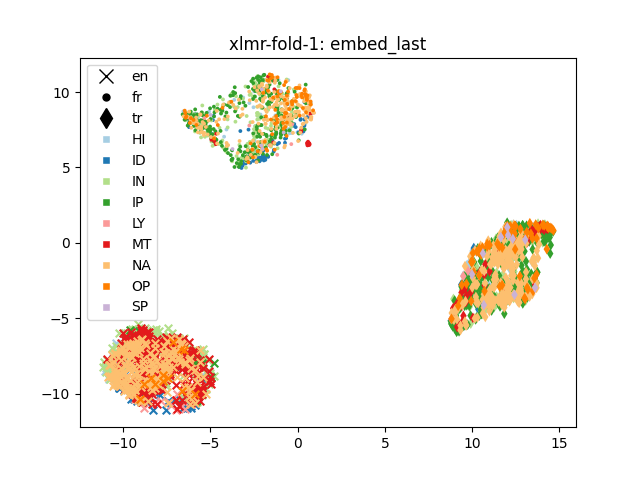 xlmr-fold-1: embed_last
en
fr
tr
HI
ID
IN
IP
LY
MT
NA
OP
SP
10
5
0
−5
−10
−10 −5 0 5 10 15